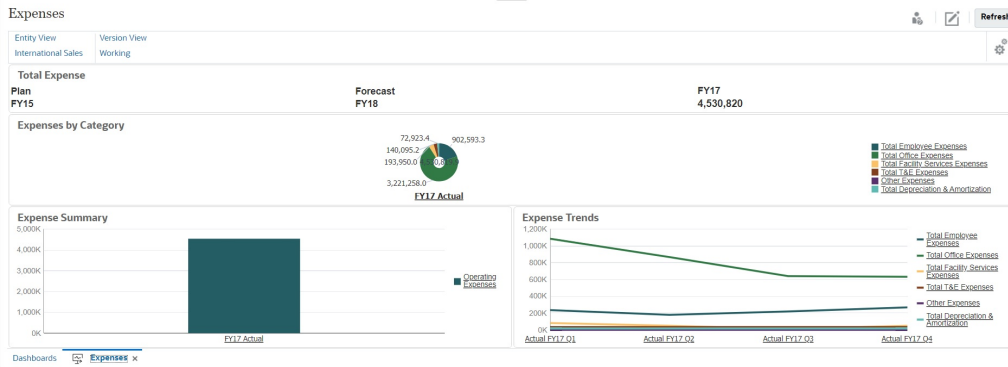 Expenses
Refresh
Entity View Version View
International Sales Working
Total Expense
Plan Forecast FY17
FY15 FY18 4,530,820
Expenses by Category
72,923.4 902,593.3
140,095.2
193,950.0
3,221,258.0
FY17 Actual
Total Employee Expenses
Total Office Expenses
Total Facility Services Expenses
Total T&E Expenses
Other Expenses
Total Depreciation & Amortization
Expense Summary
5,000K
4,000K
3,000K
2,000K
1,000K
0K
FY17 Actual
Operating
Expenses
Expense Trends
1,200K
1,000K
800K
600K
400K
200K
0K
Actual FY17 Q1 Actual FY17 Q2 Actual FY17 Q3 Actual FY17 Q4
Total Employee
Expenses
Total Office Expenses
Total Facility Services
Expenses
Total T&E Expenses
Other Expenses
Total Depreciation &
Amortization
Dashboards Expenses ×